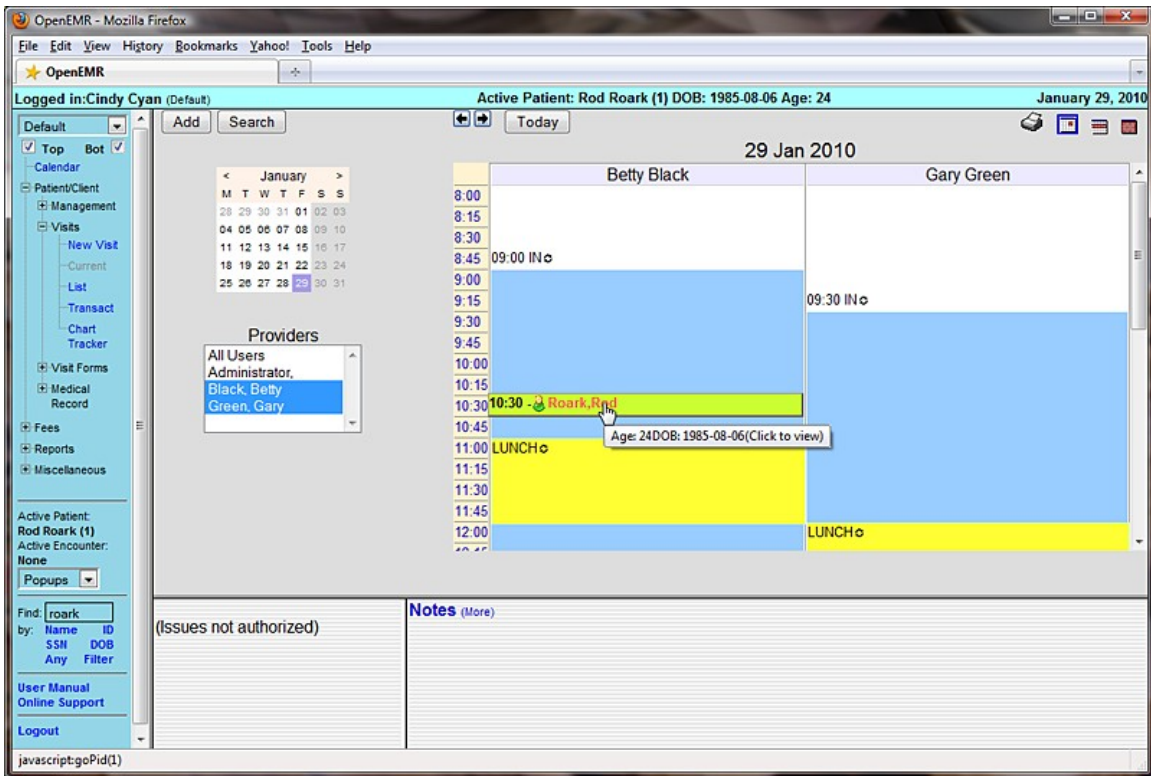 OpenEMR - Mozilla Firefox
File Edit View History Bookmarks Yahoo! Tools Help
OpenEMR
Logged in:Cindy Cyan (Default)
Active Patient: Rod Roark (1) DOB: 1985-08-06 Age: 24
January 29, 2010
Default
Top Bot
Calendar
Patient/Client
Management
Visits
New Visit
Current
List
Transact
Chart
Tracker
Visit Forms
Medical
Record
Fees
Reports
Miscellaneous
Active Patient:
Rod Roark (1)
Active Encounter:
None
Popups
Find: roark
by: Name ID
SSN DOB
Any Filter
User Manual
Online Support
Logout
Add Search
< January >
M T W T F S S
28 29 30 31 01 02 03
04 05 06 07 08 09 10
11 12 13 14 15 16 17
18 19 20 21 22 23 24
25 26 27 28 29 30 31
Providers
All Users
Administrator,
Black, Betty
Green, Gary
Today
29 Jan 2010
Betty Black Gary Green
8:00
8:15
8:30
8:45 09:00 IN
9:00
9:15 09:30 IN
9:30
9:45
10:00
10:15
10:30 10:30 - Roark,Rod
10:45
Age: 24DOB: 1985-08-06(Click to view)
11:00 LUNCH
11:15
11:30
11:45
12:00 LUNCH
(Issues not authorized)
Notes (More)
javascript:goPid(1)